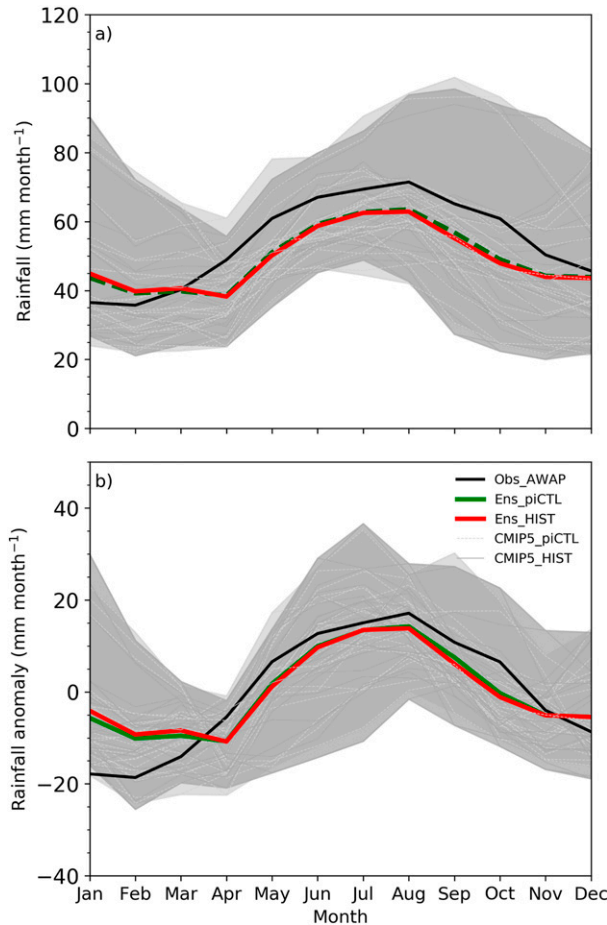 a)
120
100
80
60
40
20
0
Rainfall (mm month⁻¹)
b)
Obs_AWAP
Ens_piCTL
Ens_HIST
CMIP5_piCTL
CMIP5_HIST
40
20
0
−20
−40
Rainfall anomaly (mm month⁻¹)
Jan Feb Mar Apr May Jun Jul Aug Sep Oct Nov Dec
Month